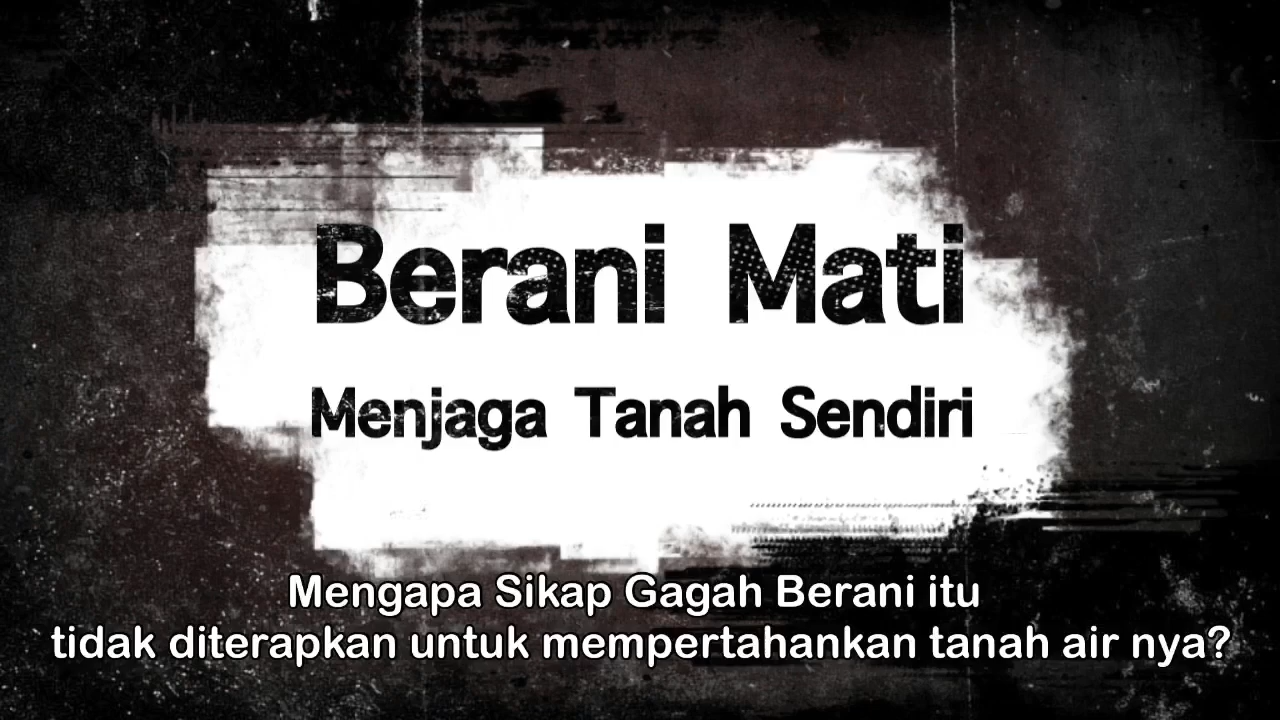 Berani Mati
Menjaga Tanah Sendiri
Mengapa Sikap Gagah Berani itu
tidak diterapkan untuk mempertahankan tanah air nya?